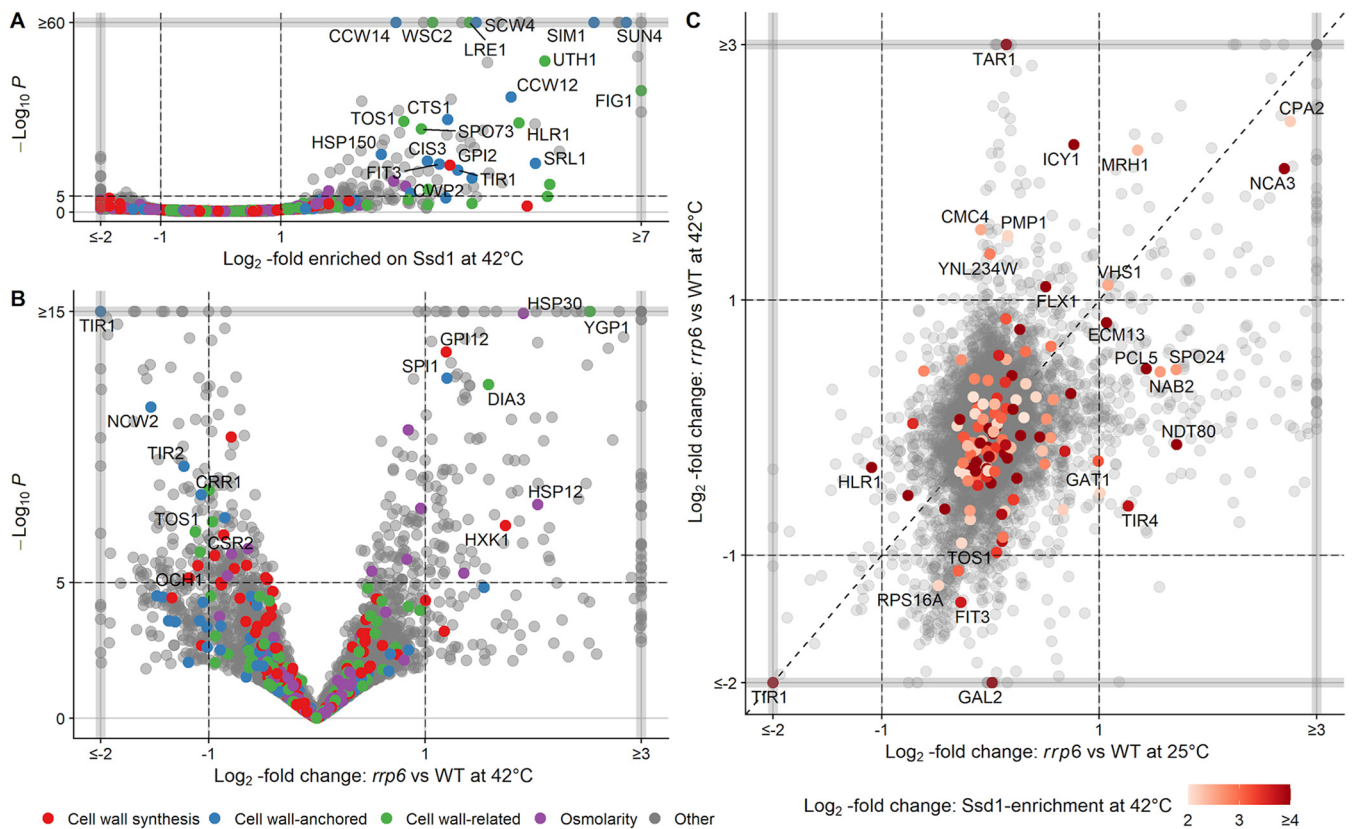 A
≥60
CCW14
WSC2
SCW4
LRE1
SIM1
SUN4
UTH1
CCW12
FIG1
TOS1
CTS1
SPO73
HLR1
HSP150
CIS3
GPI2
SRL1
FIT3
TIR1
CWP2
−Log10 P
5
0
≤-2
-1
1
≥7
Log2 -fold enriched on Ssd1 at 42°C
B
≥15
TIR1
HSP30
YGP1
GPI12
SPI1
DIA3
NCW2
TIR2
CRR1
HSP12
TOS1
CSR2
HXK1
OCH1
−Log10 P
5
0
≤-2
-1
1
≥3
Log2 -fold change: rrp6 vs WT at 42°C
Cell wall synthesis
Cell wall-anchored
Cell wall-related
Osmolarity
Other
C
≥3
TAR1
CPA2
ICY1
MRH1
NCA3
CMC4
PMP1
YNL234W
VHS1
FLX1
ECM13
PCL5
SPO24
NAB2
NDT80
HLR1
GAT1
TIR4
TOS1
RPS16A
FIT3
TfR1
GAL2
Log2 -fold change: rrp6 vs WT at 42°C
1
-1
≤-2
≤-2
-1
1
≥3
Log2 -fold change: rrp6 vs WT at 25°C
Log2 -fold change: Ssd1-enrichment at 42°C
2
3
≥4